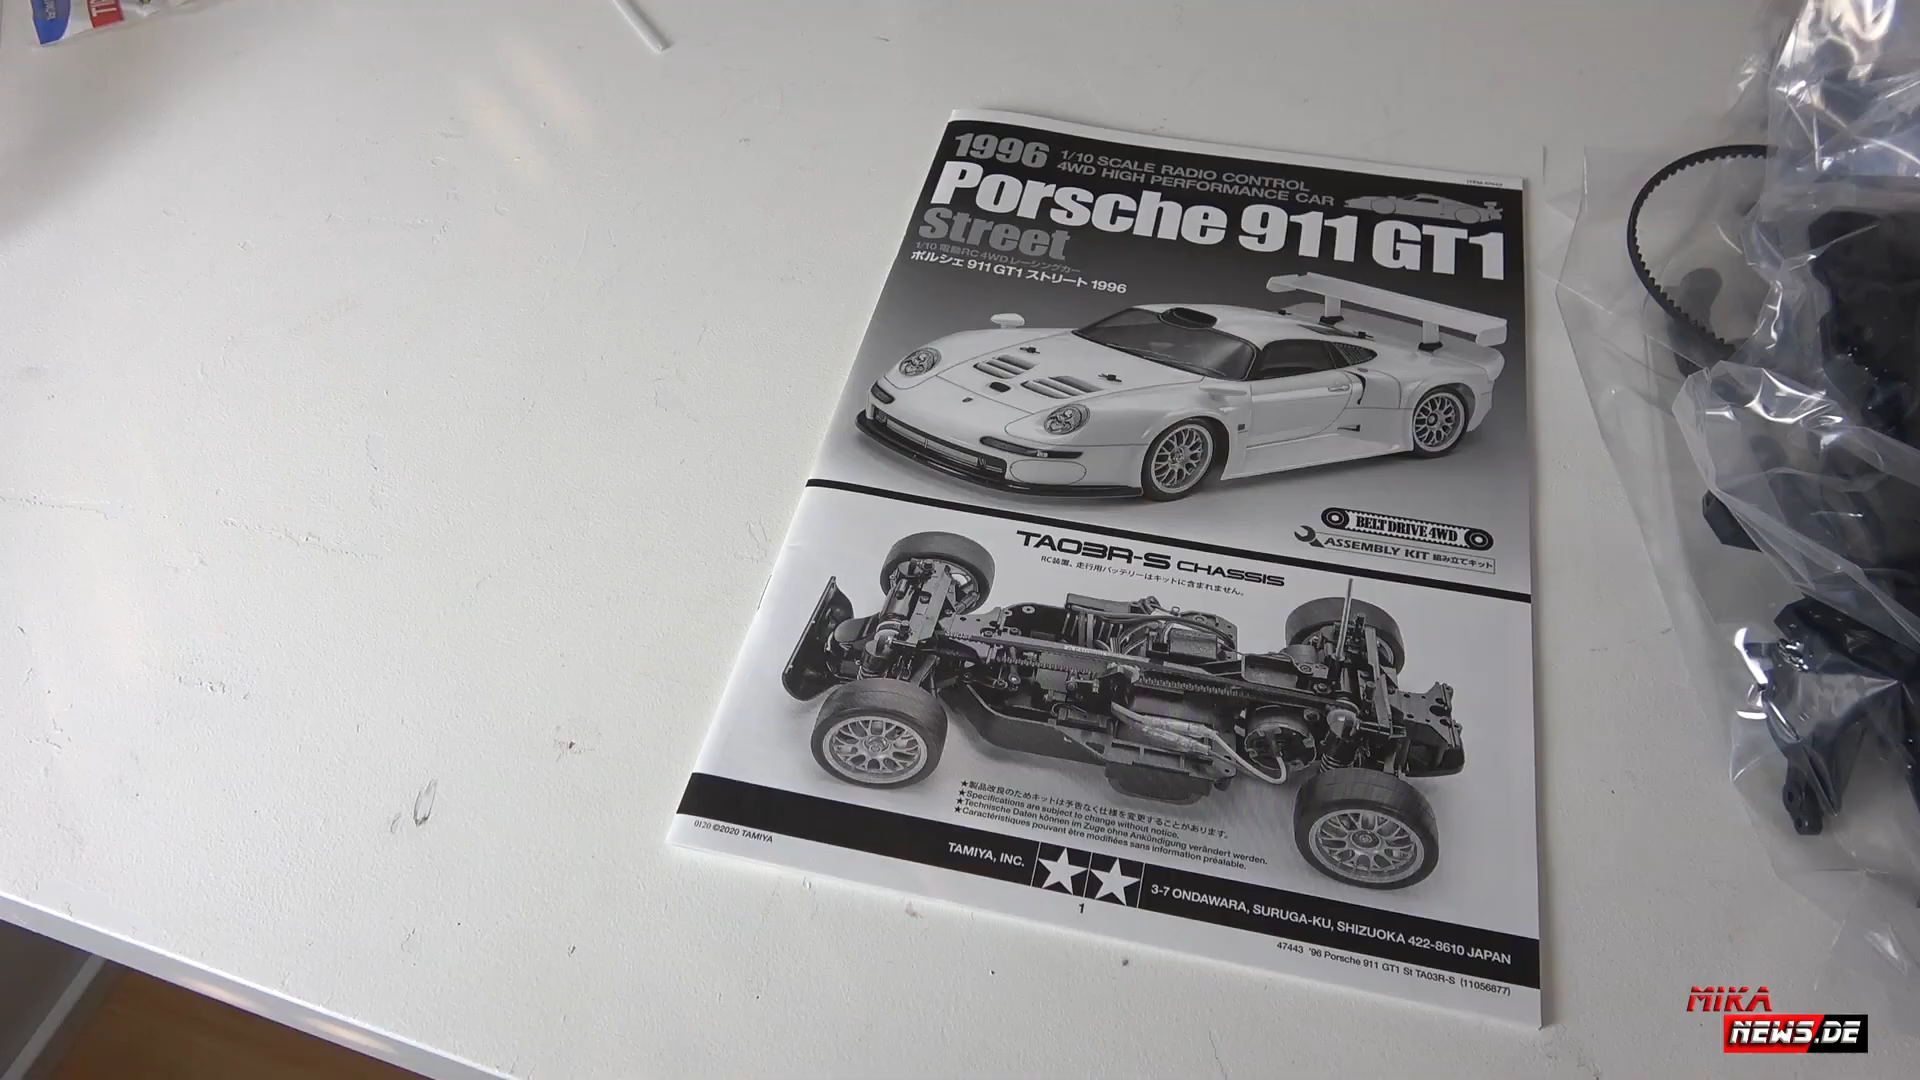 1996
1/10 SCALE RADIO CONTROL
4WD HIGH PERFORMANCE CAR
Porsche 911 GT1
Street
1/10 電動RC 4WD レーシングカー
ポルシェ 911 GT1 ストリート 1996
BELT DRIVE 4WD
ASSEMBLY KIT 組み立てキット
TA03R-S CHASSIS
RC装置、走行用バッテリーはキットに含まれません。
★製品改良のためキットは予告なく仕様を変更することがあります。
★Specifications are subject to change without notice.
★Technische Daten können im Zuge ohne Ankündigung verändert werden.
★Caractéristiques pouvant être modifiées sans information préalable.
0120 ©2020 TAMIYA
TAMIYA, INC.
3-7 ONDAWARA, SURUGA-KU, SHIZUOKA 422-8610 JAPAN
1
47443 '96 Porsche 911 GT1 St TA03R-S (11056877)
MIKA
NEWS.DE